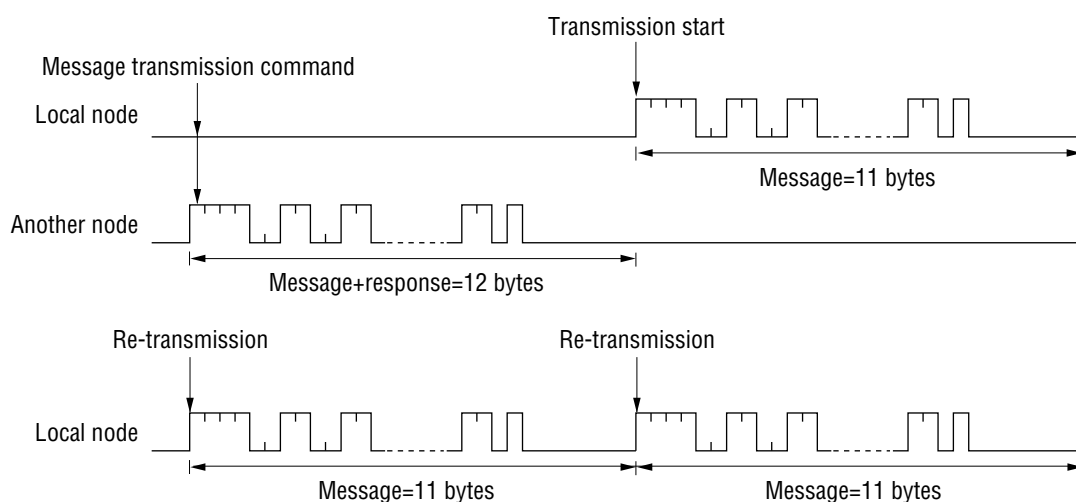 Transmission start
Message transmission command
Local node
Message=11 bytes
Another node
Message+response=12 bytes
Re-transmission Re-transmission
Local node
Message=11 bytes Message=11 bytes